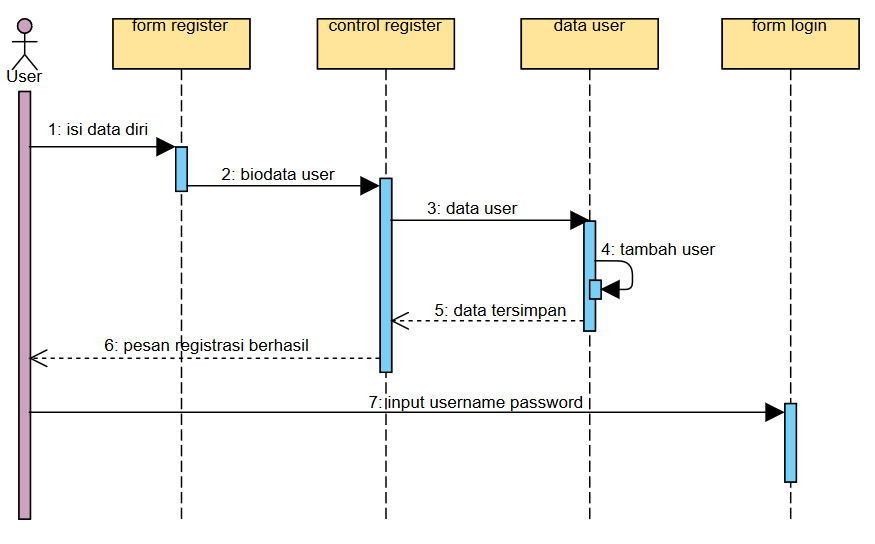 form register
control register
data user
form login
User
1: isi data diri
2: biodata user
3: data user
4: tambah user
5: data tersimpan
6: pesan registrasi berhasil
7: input username password